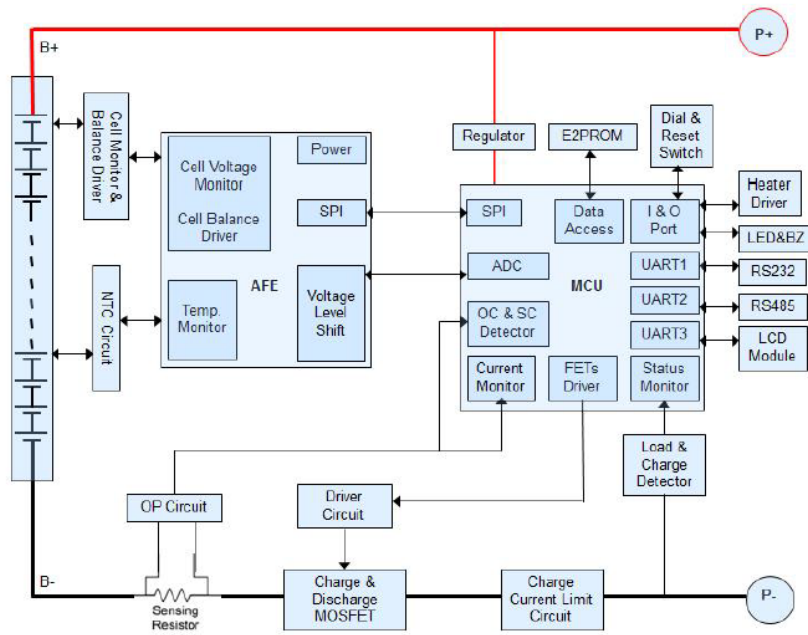 B+
P+
Cell Monitor &
Balance Driver
Cell Voltage
Monitor
Cell Balance
Driver
Power
SPI
AFE
Temp.
Monitor
Voltage
Level
Shift
NTC Circuit
Regulator
E2PROM
Dial &
Reset
Switch
SPI
Data
Access
I & O
Port
ADC
MCU
UART1
OC & SC
Detector
UART2
UART3
Current
Monitor
FETs
Driver
Status
Monitor
Heater
Driver
LED&BZ
RS232
RS485
LCD
Module
Load &
Charge
Detector
OP Circuit
Driver
Circuit
B-
Sensing
Resistor
Charge &
Discharge
MOSFET
Charge
Current Limit
Circuit
P-